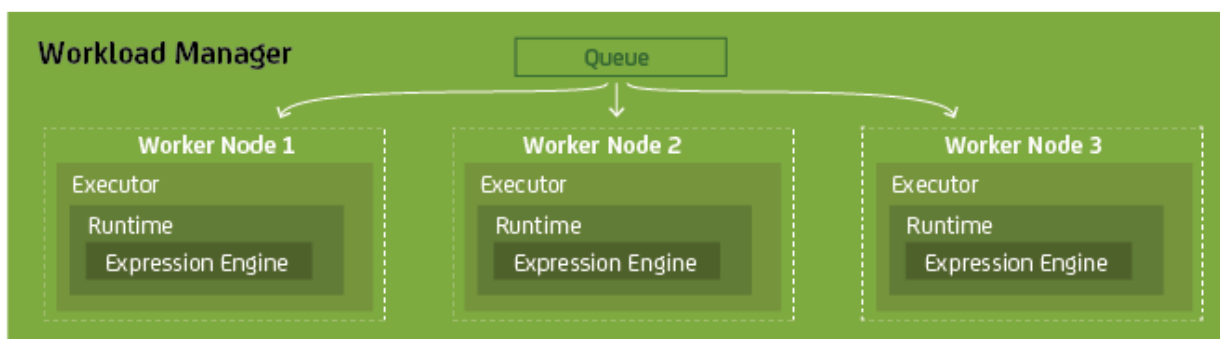 Workload Manager
Queue
Worker Node 1
Executor
Runtime
Expression Engine
Worker Node 2
Executor
Runtime
Expression Engine
Worker Node 3
Executor
Runtime
Expression Engine